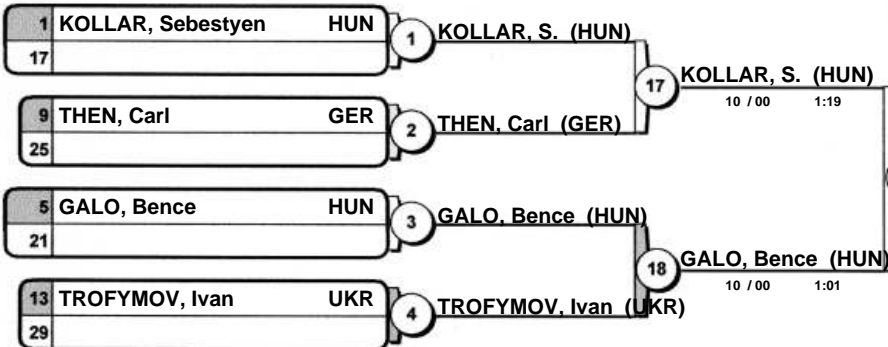 1 KOLLAR, Sebestyen HUN
17
1
KOLLAR, S. (HUN)
9 THEN, Carl GER
25
2
THEN, Carl (GER)
17
KOLLAR, S. (HUN)
10 / 00 1:19
5 GALO, Bence HUN
21
3
GALO, Bence (HUN)
13 TROFYMOV, Ivan UKR
29
4
TROFYMOV, Ivan (UKR)
18
GALO, Bence (HUN)
10 / 00 1:01